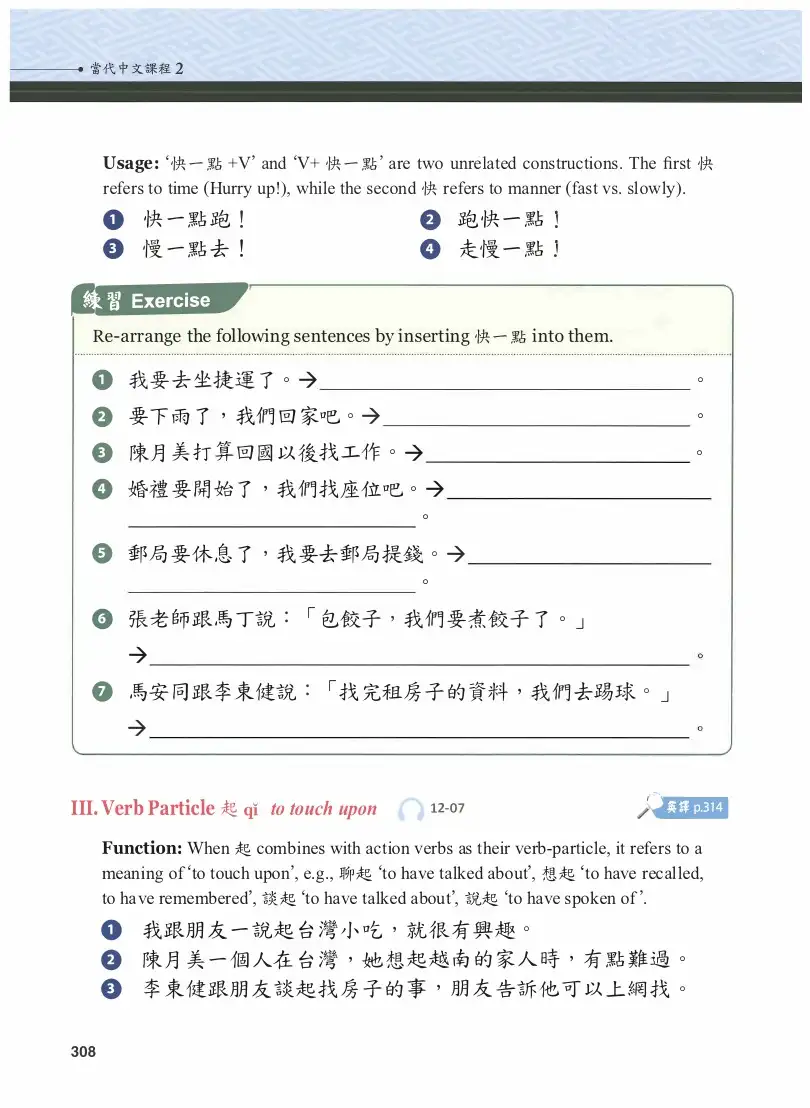 當代中文課程 2
Usage: ‘快一點 +V’ and ‘V+ 快一點’ are two unrelated constructions. The first 快
refers to time (Hurry up!), while the second 快 refers to manner (fast vs. slowly).
1 快一點跑！ 2 跑快一點！
3 慢一點去！ 4 走慢一點！
練習 Exercise
Re-arrange the following sentences by inserting 快一點 into them.
1 我要去坐捷運了。→______。
2 要下雨了，我們回家吧。→______。
3 陳月美打算回國以後找工作。→______。
4 婚禮要開始了，我們找座位吧。→______
______。
5 郵局要休息了，我要去郵局提錢。→______
______。
6 張老師跟馬丁說：「包餃子，我們要煮餃子了。」
→______。
7 馬安同跟李東健說：「找完租房子的資料，我們去踢球。」
→______。
III. Verb Particle 起 qǐ to touch upon 12-07 英譯 p.314
Function: When 起 combines with action verbs as their verb-particle, it refers to a
meaning of ‘to touch upon’, e.g., 聊起 ‘to have talked about’, 想起 ‘to have recalled,
to have remembered’, 談起 ‘to have talked about’, 說起 ‘to have spoken of ’.
1 我跟朋友一說起台灣小吃，就很有興趣。
2 陳月美一個人在台灣，她想起越南的家人時，有點難過。
3 李東健跟朋友談起找房子的事，朋友告訴他可以上網找。
308